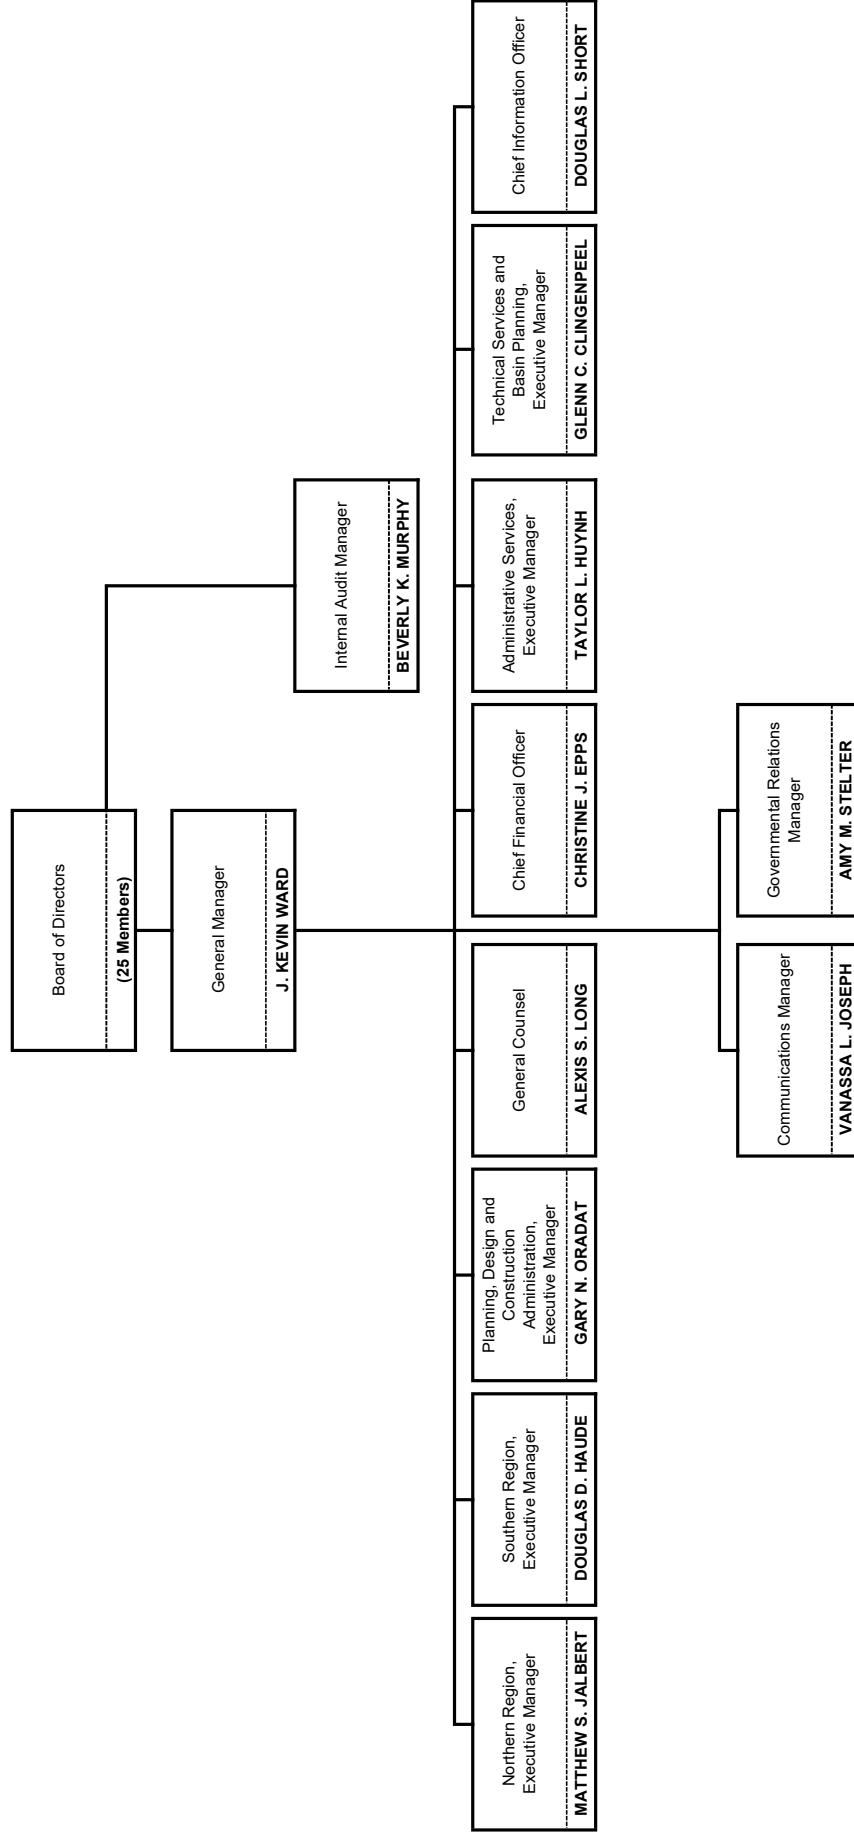 Board of Directors
(25 Members)
General Manager
J. KEVIN WARD
Internal Audit Manager
BEVERLY K. MURPHY
Northern Region,
Executive Manager
MATTHEW S. JALBERT
Southern Region,
Executive Manager
DOUGLAS D. HAUDE
Planning, Design and
Construction
Administration,
Executive Manager
GARY N. ORADAT
General Counsel
ALEXIS S. LONG
Chief Financial Officer
CHRISTINE J. EPPS
Administrative Services,
Executive Manager
TAYLOR L. HUYNH
Technical Services and
Basin Planning,
Executive Manager
GLENN C. CLINGENPEEL
Chief Information Officer
DOUGLAS L. SHORT
Communications Manager
VANASSA L. JOSEPH
Governmental Relations
Manager
AMY M. STELTER